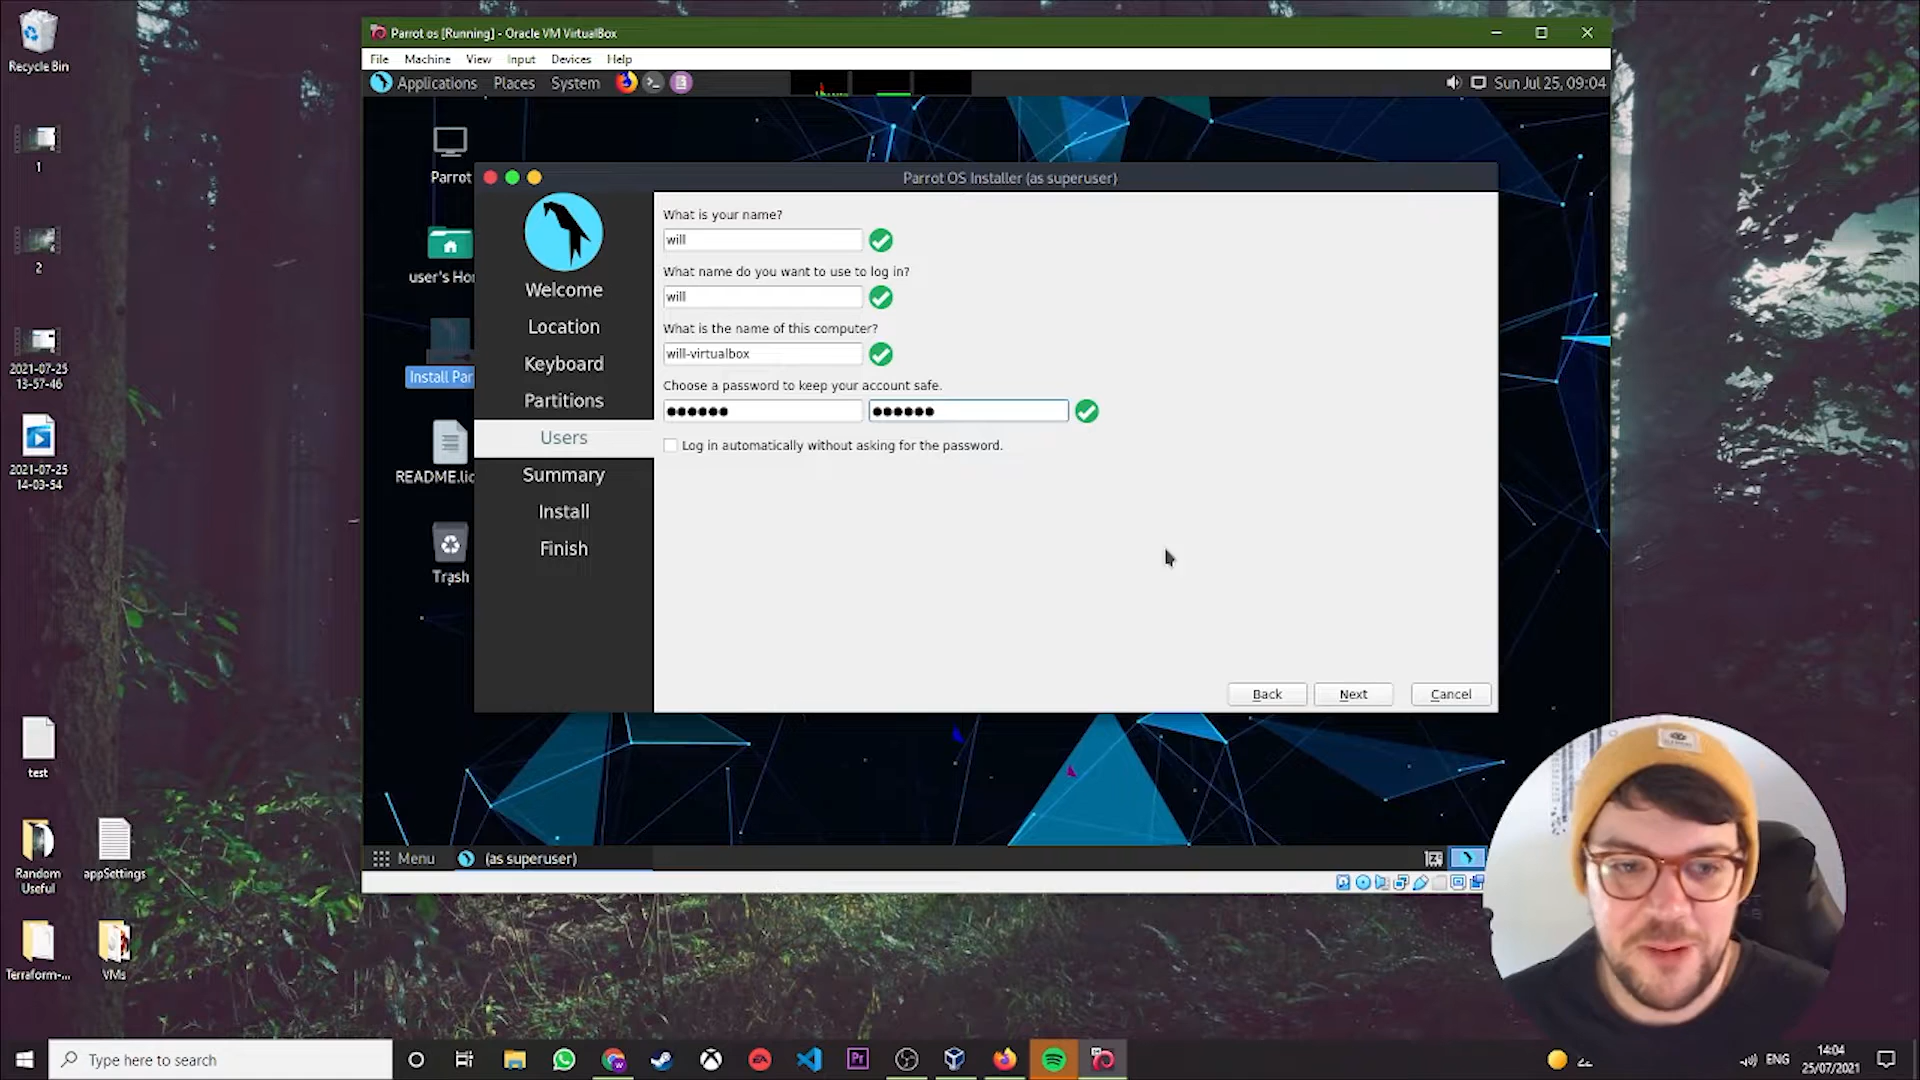 Recycle Bin
1
2
2021-07-25
13-57-46
2021-07-25
14-03-54
test
Random
Useful
appSettings
Terraform-...
VMs
Parrot os [Running] - Oracle VM VirtualBox
File Machine View Input Devices Help
Applications Places System
Sun Jul 25, 09:04
Parrot
user's Ho
Install Par
README.lic
Trash
Parrot OS Installer (as superuser)
Welcome
Location
Keyboard
Partitions
Users
Summary
Install
Finish
What is your name?
will
What name do you want to use to log in?
will
What is the name of this computer?
will-virtualbox
Choose a password to keep your account safe.
●●●●●● ●●●●●●
Log in automatically without asking for the password.
Back Next Cancel
Menu (as superuser)
Type here to search
Pr
EA
ENG
14:04
25/07/2021